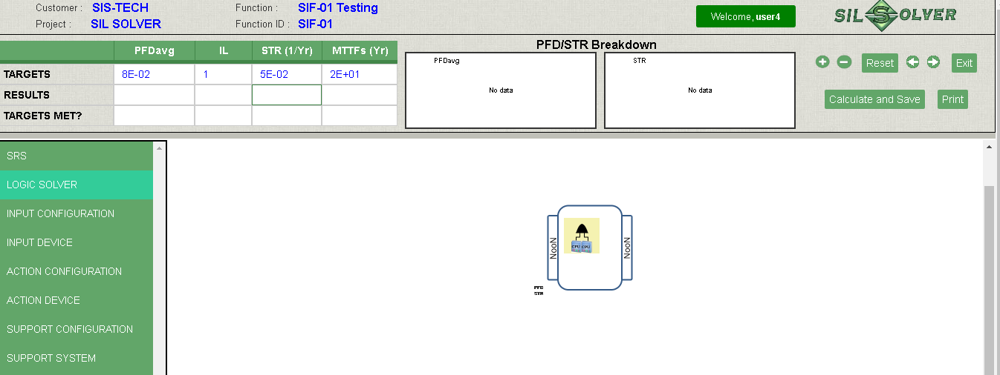 Customer : SIS-TECH Function : SIF-01 Testing
Project : SIL SOLVER Function ID : SIF-01
Welcome, user4
SIL SOLVER
PFDavg IL STR (1/Yr) MTTFs (Yr)
TARGETS 8E-02 1 5E-02 2E+01
RESULTS
TARGETS MET?
PFD/STR Breakdown
PFDavg
No data
STR
No data
Reset Exit
Calculate and Save Print
SRS
LOGIC SOLVER
INPUT CONFIGURATION
INPUT DEVICE
ACTION CONFIGURATION
ACTION DEVICE
SUPPORT CONFIGURATION
SUPPORT SYSTEM
NooN
CPU CPU
NooN
PFD
STR